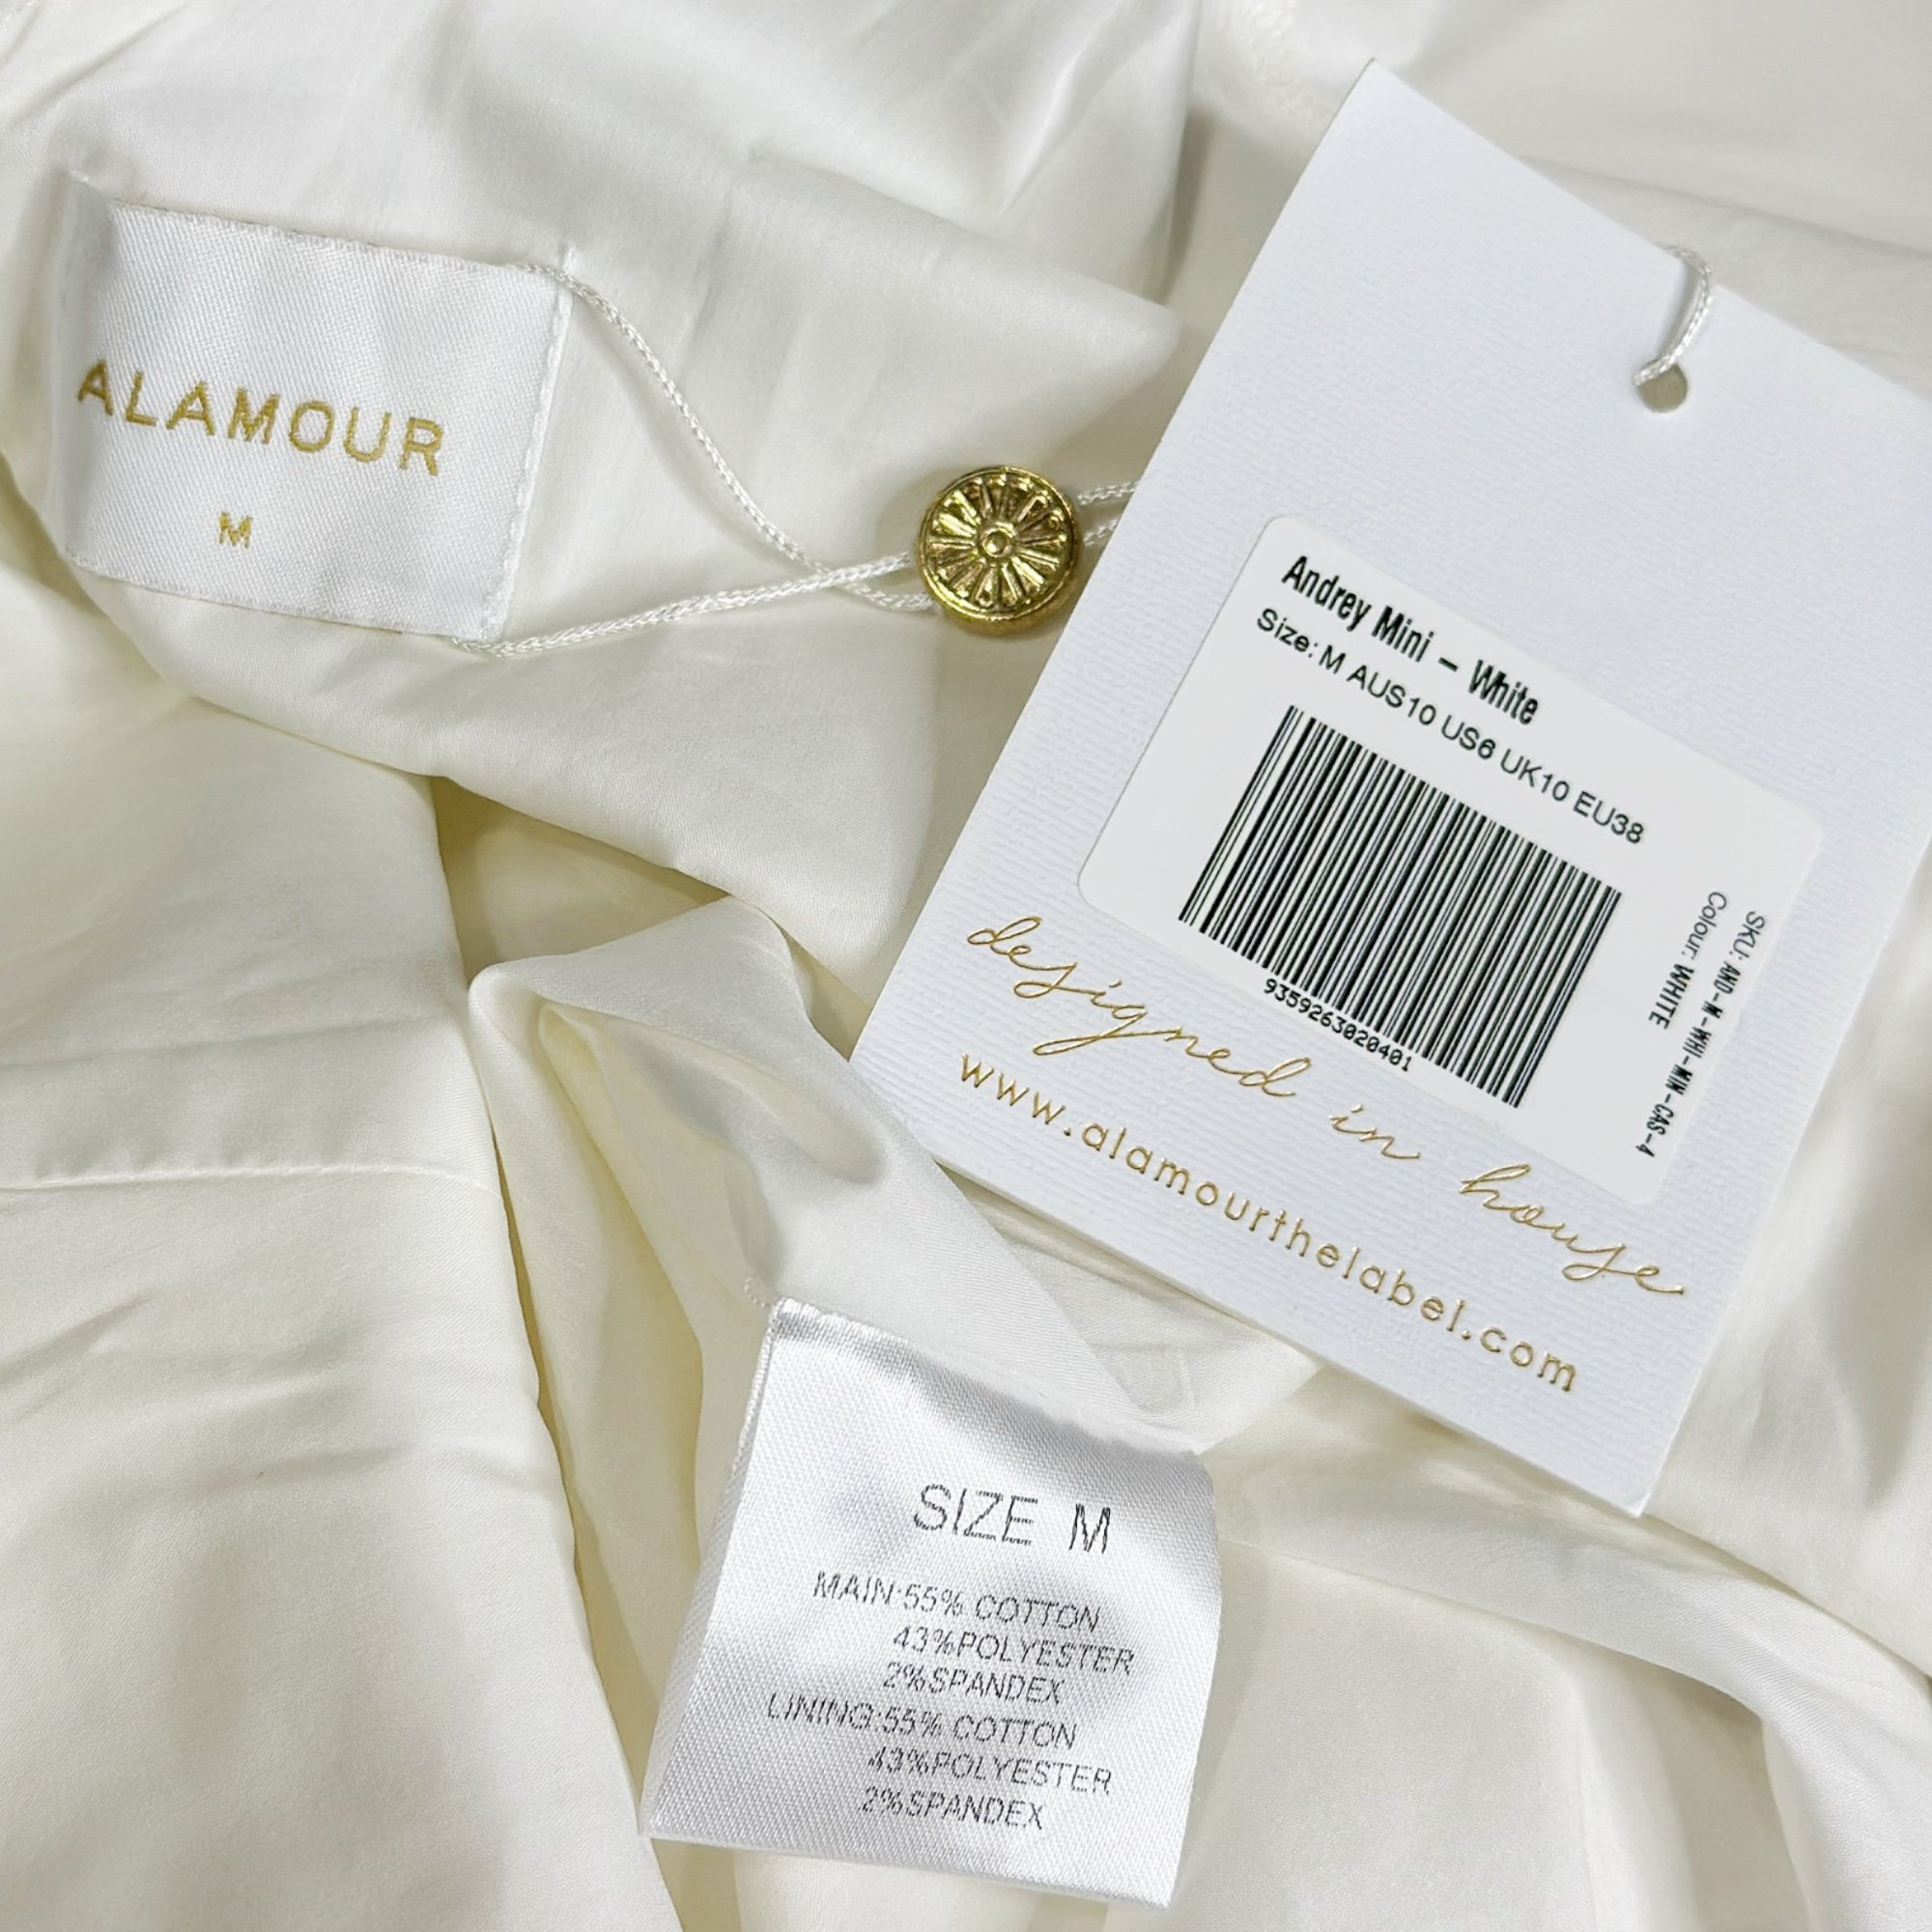 ALAMOUR
M
Andrey Mini – White
Size: M AUS10 US6 UK10 EU38
9359263020401
SKU: AND-M-WHI-MIN-CAS-4
Colour: WHITE
designed in house
www.alamourthelabel.com
SIZE M
MAIN:55% COTTON
43%POLYESTER
2%SPANDEX
LINING:55% COTTON
43%POLYESTER
2%SPANDEX